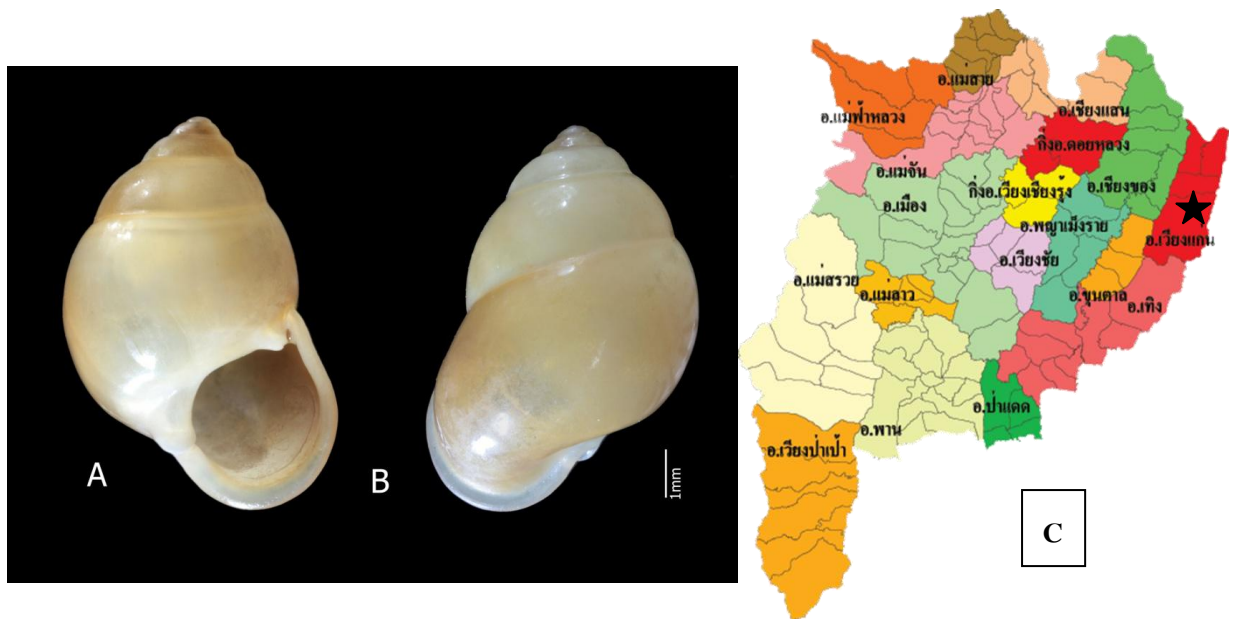 A
B
1mm
อ.แม่สาย
อ.แม่ฟ้าหลวง
อ.เชียงแสน
กิ่งอ.ดอยหลวง
อ.แม่จัน
กิ่งอ.เวียงเชียงรุ้ง
อ.เชียงของ
อ.เมือง
อ.พญาเม็งราย
อ.เวียงแกน
อ.เวียงชัย
อ.แม่สรวย
อ.แม่ลาว
อ.ขุนตาล
อ.เทิง
อ.ป่าแดด
อ.พาน
อ.เวียงป่าเป้า
C